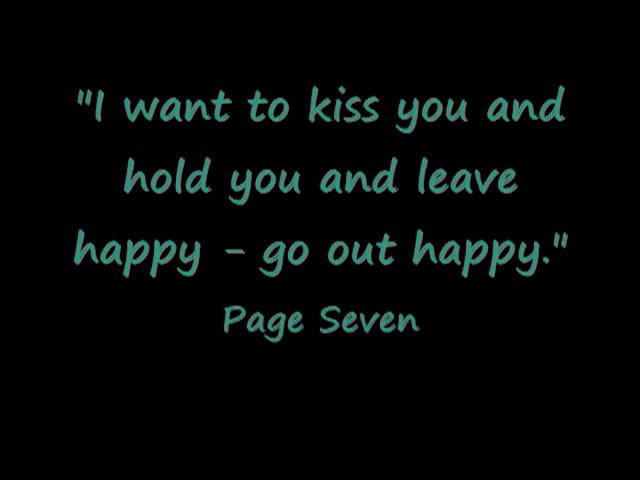 "I want to kiss you and
hold you and leave
happy - go out happy."
Page Seven